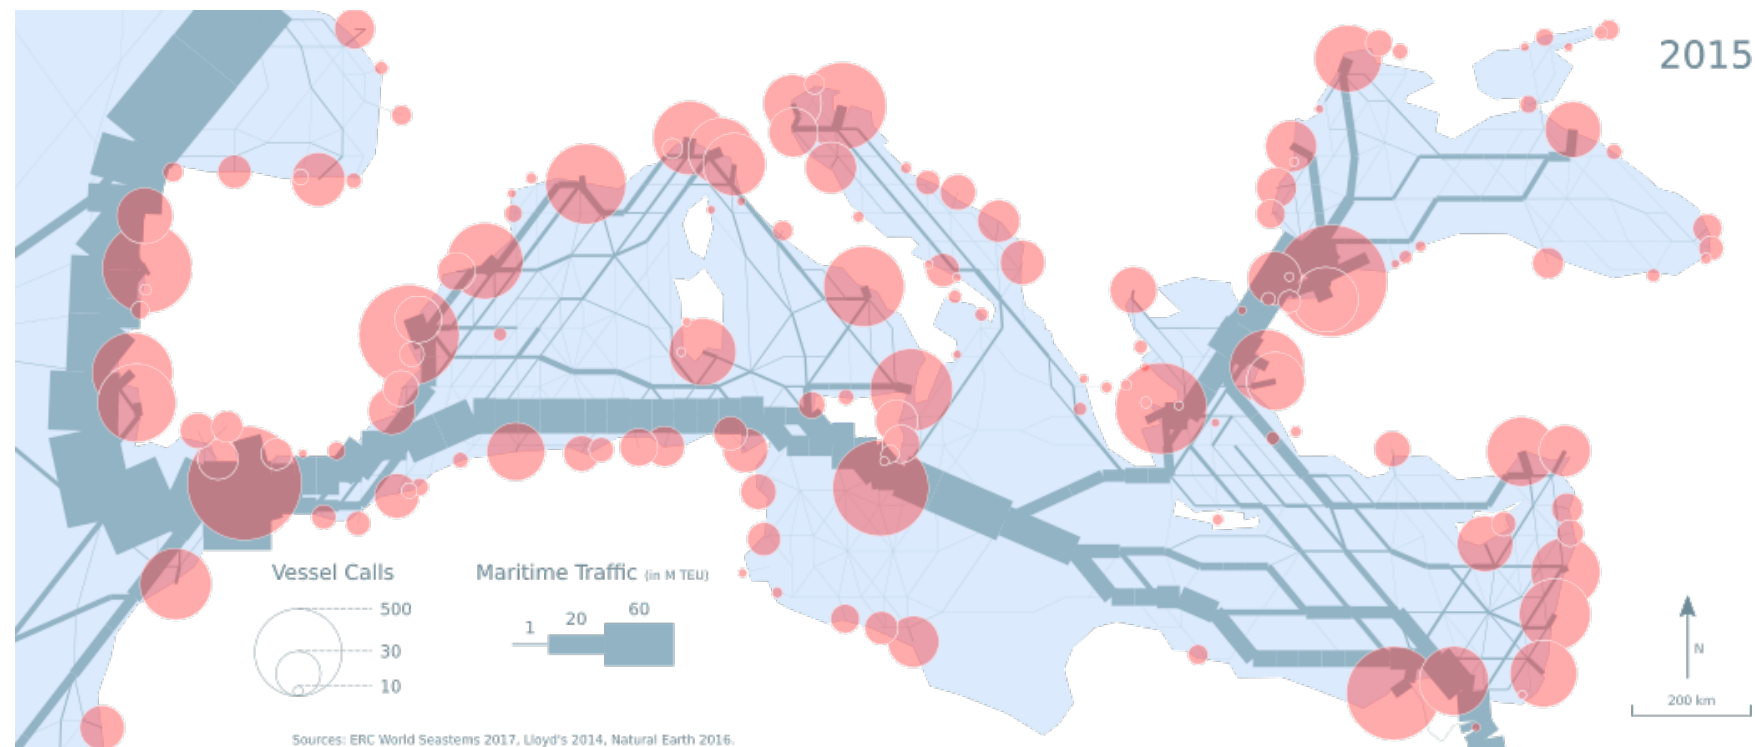 2015
Vessel Calls
500
30
10
Maritime Traffic (in M TEU)
1
20
60
N
200 km
Sources: ERC World Seastems 2017, Lloyd's 2014, Natural Earth 2016.